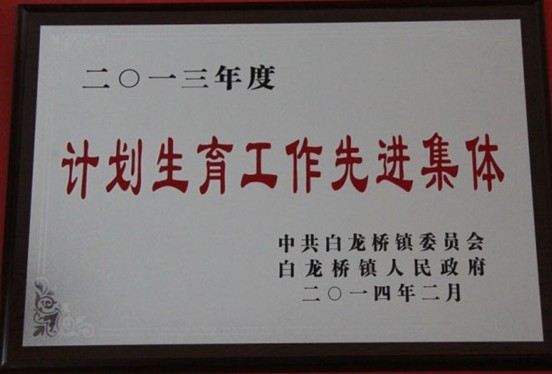 二〇一三年度
计划生育工作先进集体
中共白龙桥镇委员会
白龙桥镇人民政府
二〇一四年二月